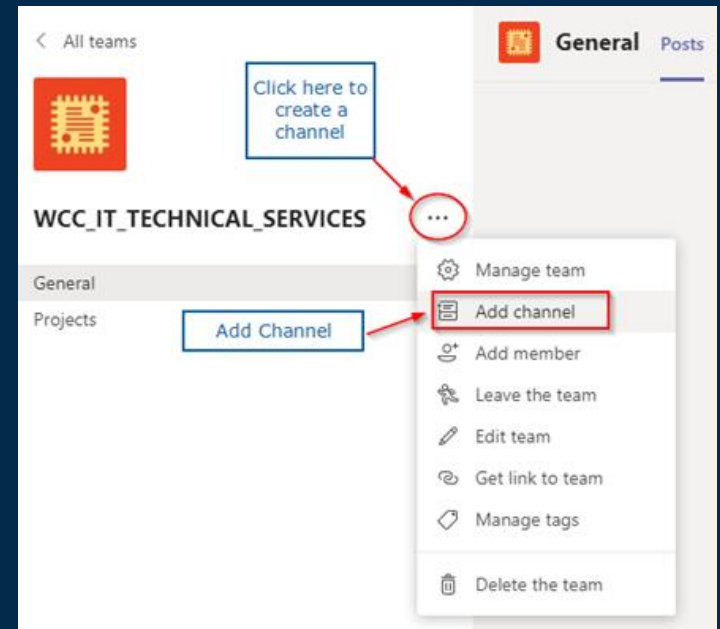 All teams
General Posts
Click here to
create a
channel
WCC_IT_TECHNICAL_SERVICES
General
Projects
Add Channel
Manage team
Add channel
Add member
Leave the team
Edit team
Get link to team
Manage tags
Delete the team